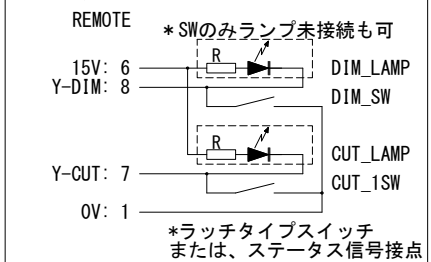 REMOTE
*SWのみランプ未接続も可
R
15V: 6
DIM_LAMP
Y-DIM: 8
DIM_SW
R
CUT_LAMP
Y-CUT: 7
CUT_1SW
0V: 1
*ラッチタイプスイッチ
または、ステータス信号接点